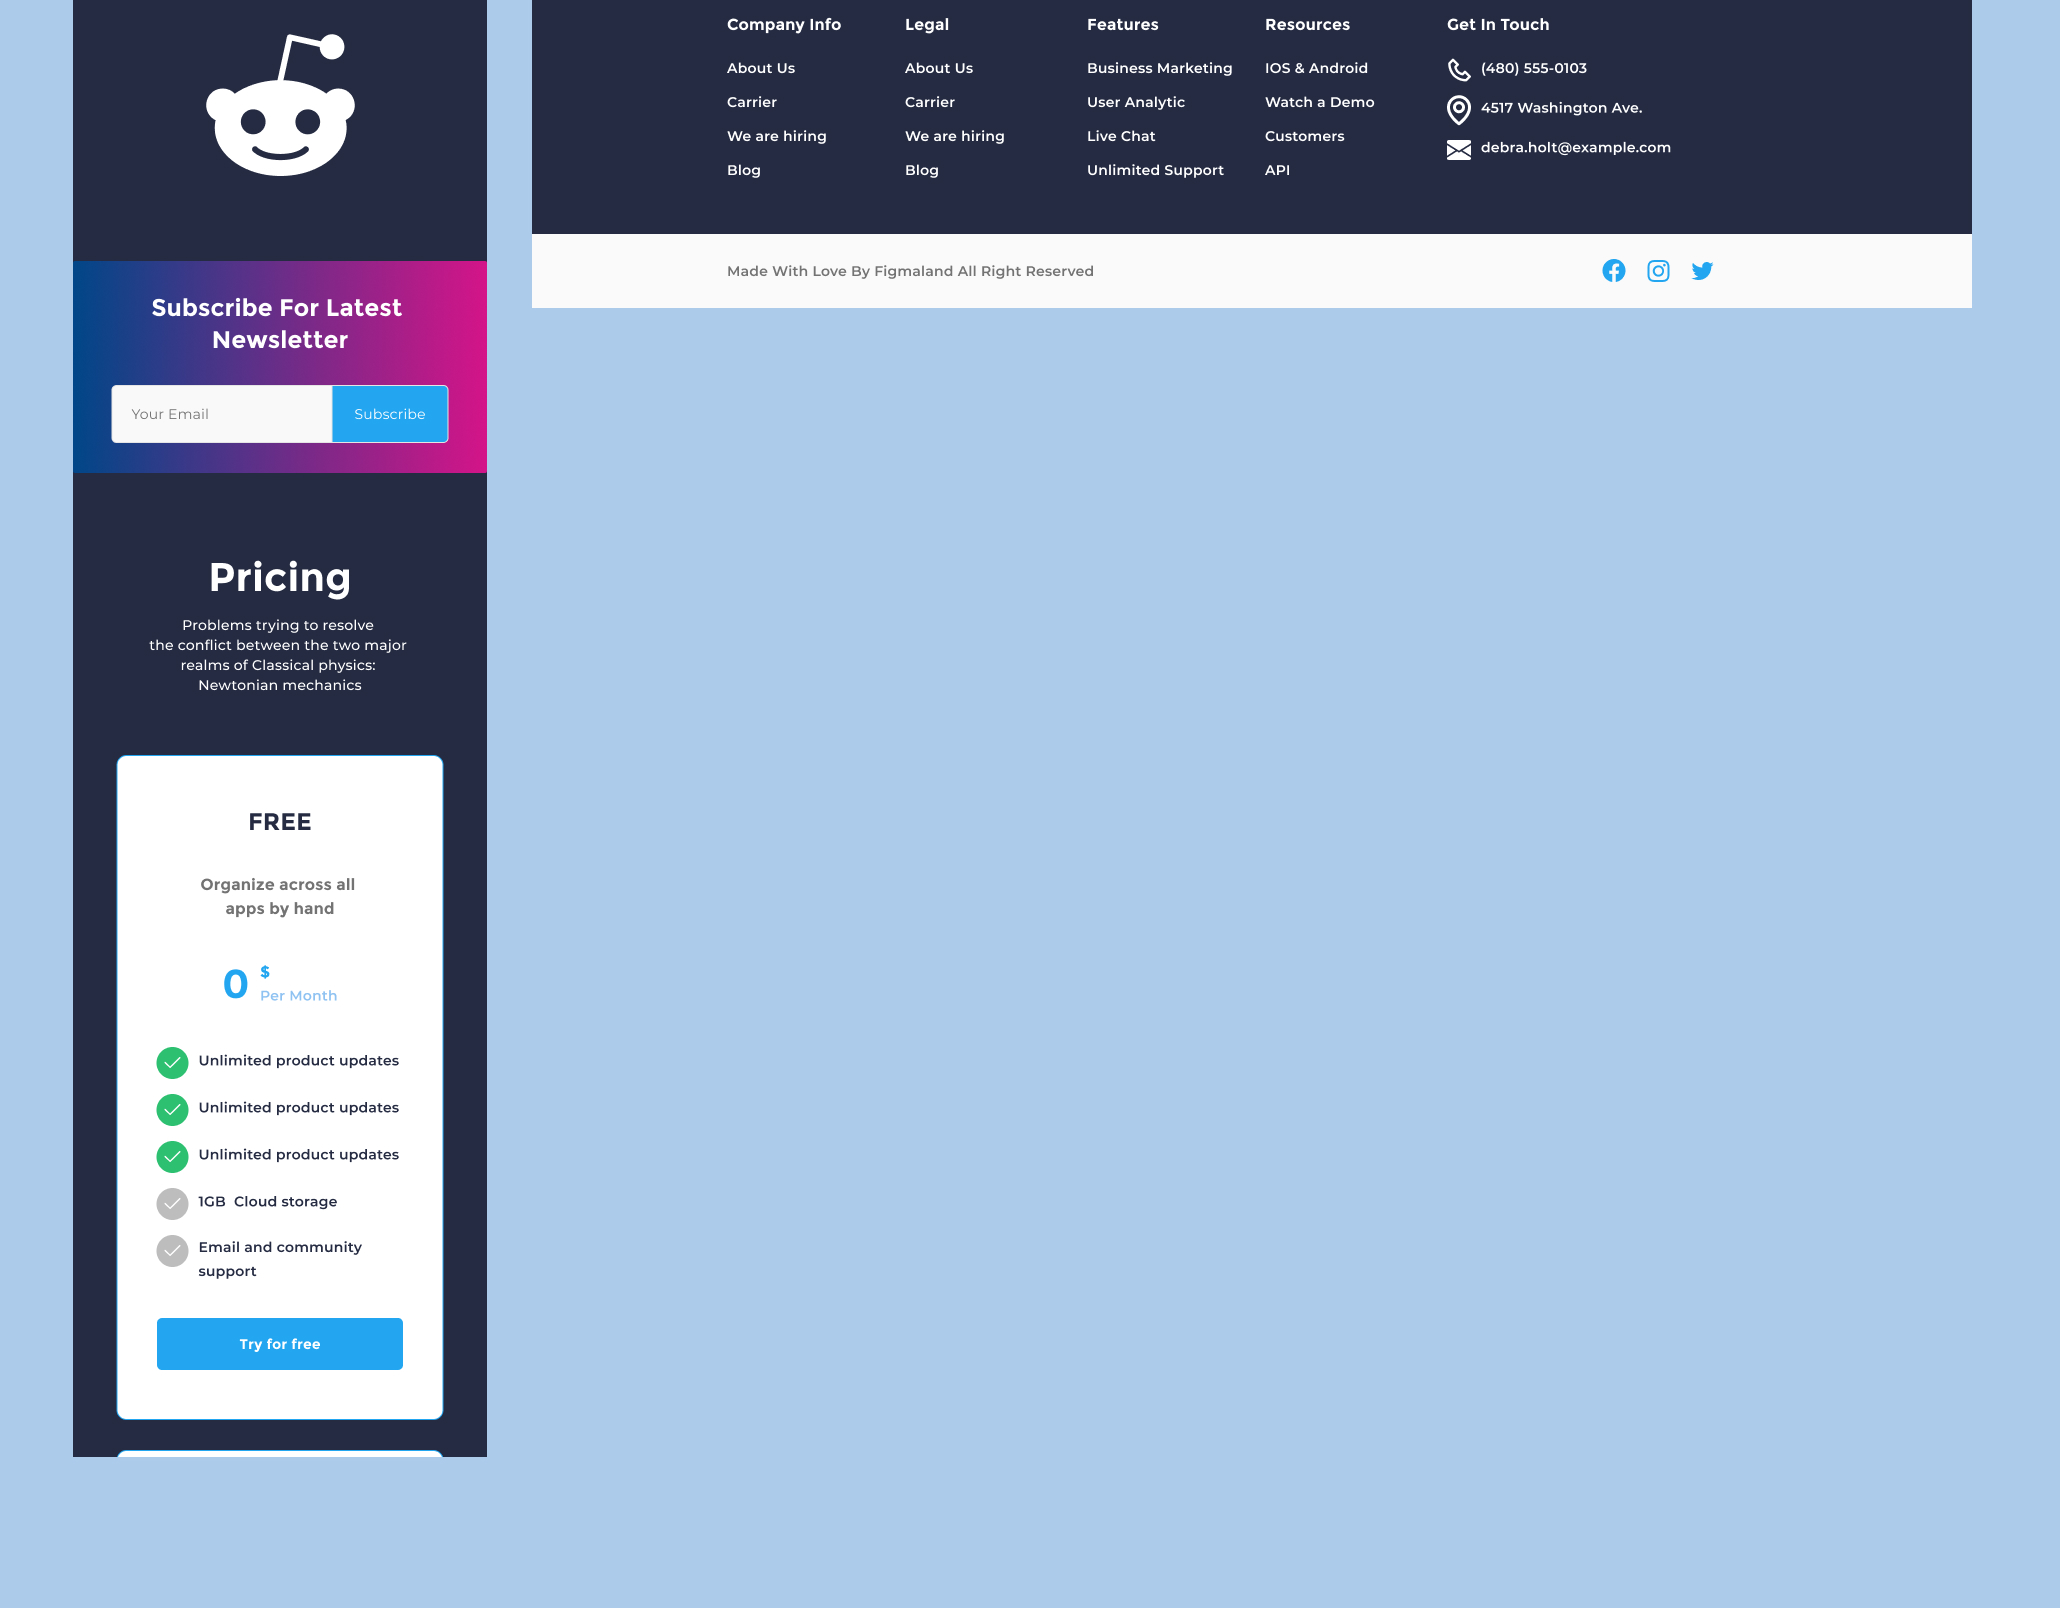 Subscribe For Latest
Newsletter
Your Email
Subscribe
Pricing
Problems trying to resolve
the conflict between the two major
realms of Classical physics:
Newtonian mechanics
FREE
Organize across all
apps by hand
0 $
Per Month
Unlimited product updates
Unlimited product updates
Unlimited product updates
1GB  Cloud storage
Email and community
support
Try for free
Company Info
About Us
Carrier
We are hiring
Blog
Legal
About Us
Carrier
We are hiring
Blog
Features
Business Marketing
User Analytic
Live Chat
Unlimited Support
Resources
IOS & Android
Watch a Demo
Customers
API
Get In Touch
(480) 555-0103
4517 Washington Ave.
debra.holt@example.com
Made With Love By Figmaland All Right Reserved